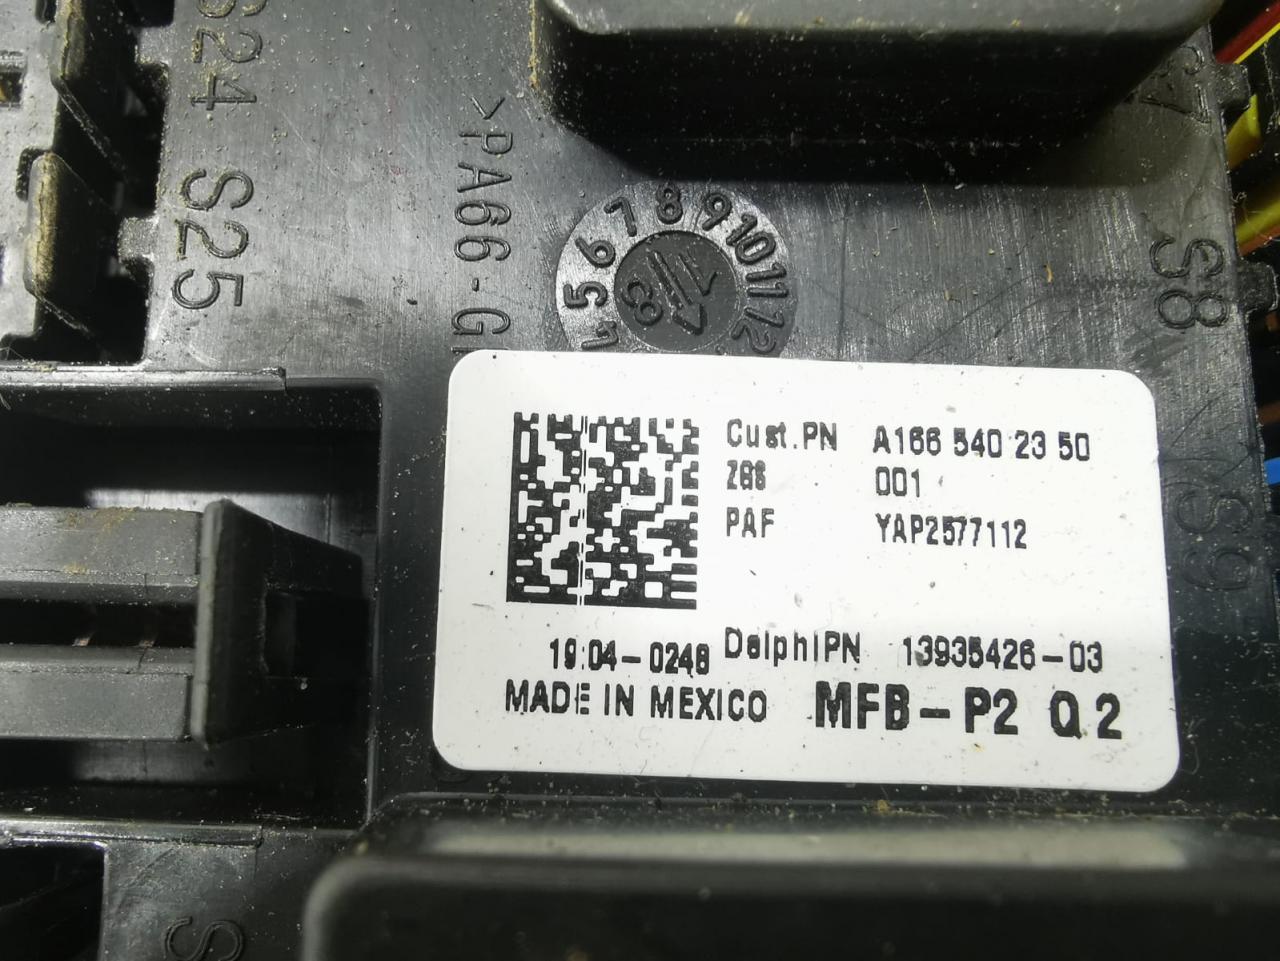 S24
S25
>PA66-G
5 6 7 8 9 10 11 12
8
S8
S9
Cust.PN A166 540 23 50
ZGS 001
PAF YAP2577112
19:04-0248 DelphiPN 13935426-03
MADE IN MEXICO MFB-P2 Q2